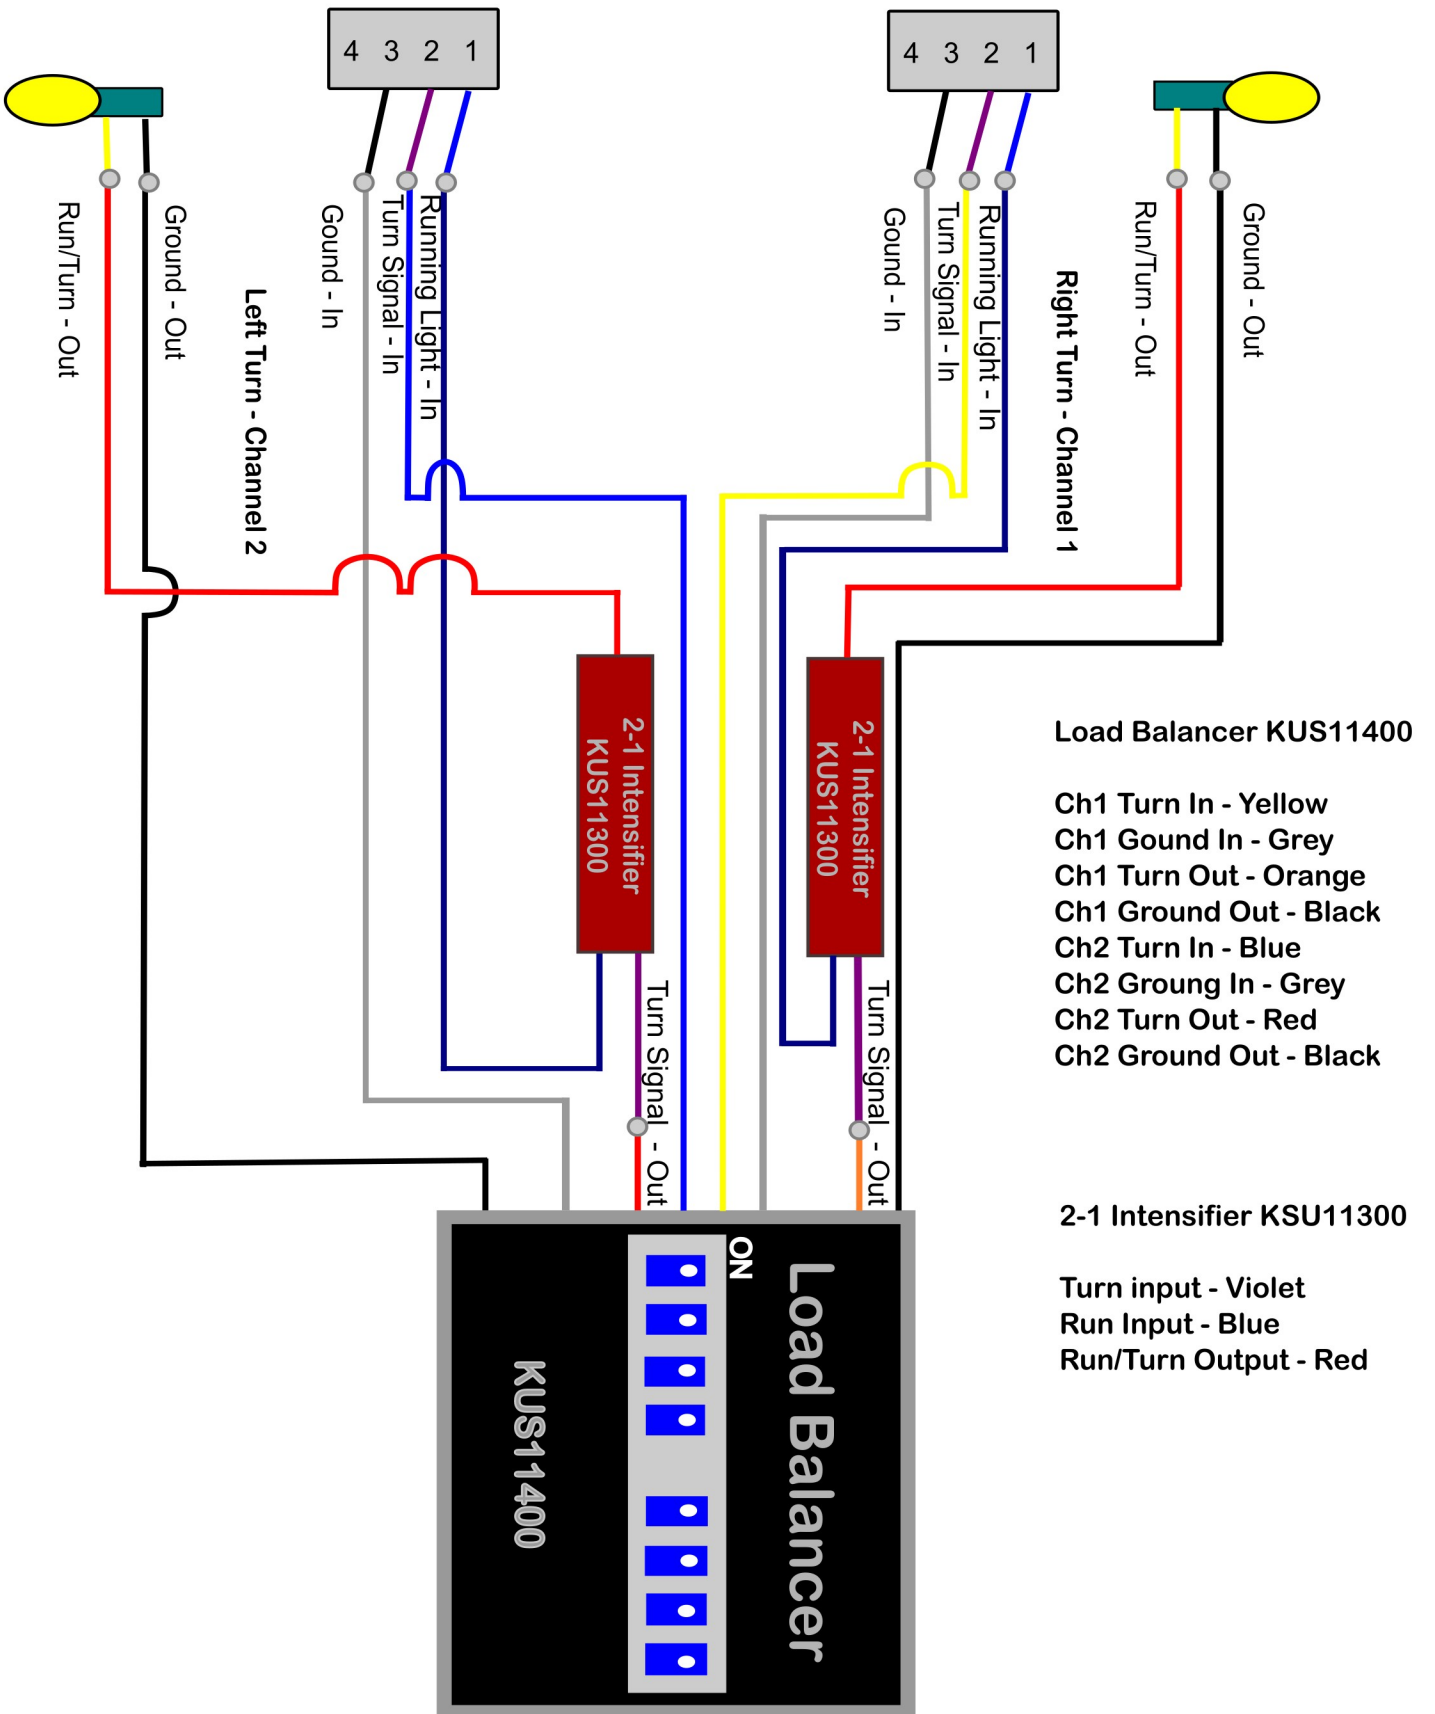 4 3 2 1
4 3 2 1
Run/Turn - Out
Ground - Out
Left Turn - Channel 2
Gound - In
Turn Signal - In
Running Light - In
Gound - In
Turn Signal - In
Running Light - In
Right Turn - Channel 1
Run/Turn - Out
Ground - Out
2-1 Intensifier
KUS11300
2-1 Intensifier
KUS11300
Turn Signal - Out
Turn Signal - Out
Load Balancer KUS11400
Ch1 Turn In - Yellow
Ch1 Gound In - Grey
Ch1 Turn Out - Orange
Ch1 Ground Out - Black
Ch2 Turn In - Blue
Ch2 Groung In - Grey
Ch2 Turn Out - Red
Ch2 Ground Out - Black
2-1 Intensifier KSU11300
Turn input - Violet
Run Input - Blue
Run/Turn Output - Red
ON
Load Balancer
KUS11400